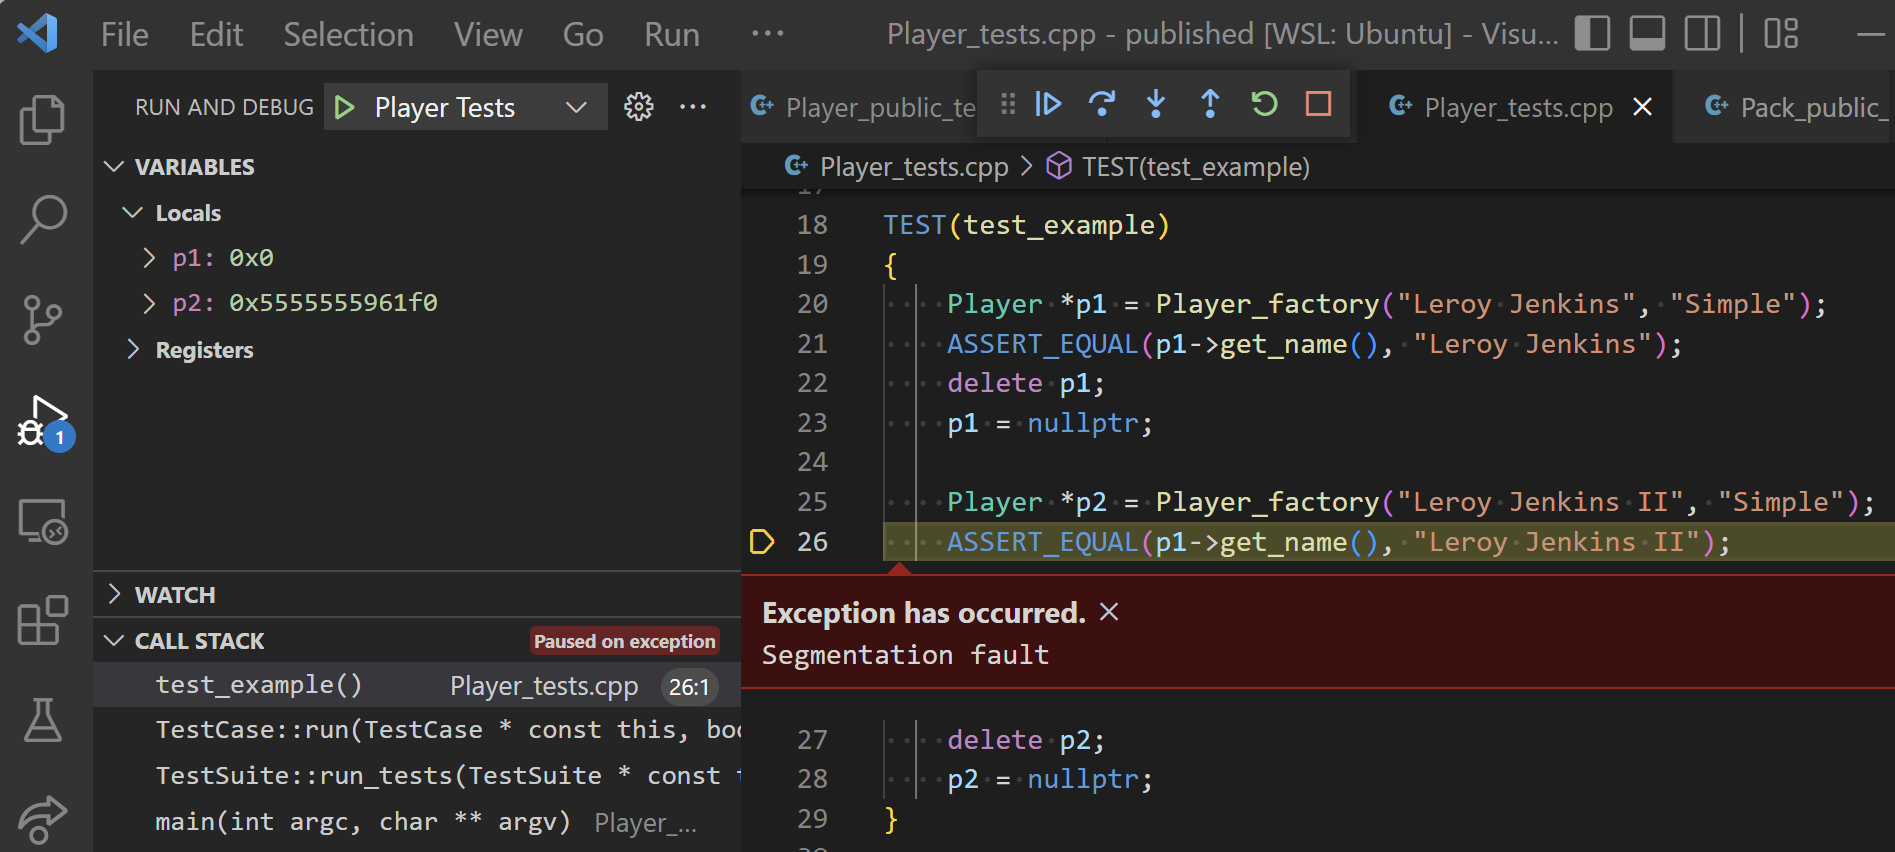 File Edit Selection View Go Run ··· Player_tests.cpp - published [WSL: Ubuntu] - Visu...
RUN AND DEBUG Player Tests ···
VARIABLES
Locals
p1: 0x0
p2: 0x5555555961f0
Registers
1
WATCH
CALL STACK Paused on exception
test_example() Player_tests.cpp 26:1
TestCase::run(TestCase * const this, boo
TestSuite::run_tests(TestSuite * const t
main(int argc, char ** argv) Player_...
Player_public_te Player_tests.cpp Pack_public_
Player_tests.cpp > TEST(test_example)
17
18 TEST(test_example)
19 {
20 Player *p1 = Player_factory("Leroy Jenkins", "Simple");
21 ASSERT_EQUAL(p1->get_name(), "Leroy Jenkins");
22 delete p1;
23 p1 = nullptr;
24
25 Player *p2 = Player_factory("Leroy Jenkins II", "Simple");
26 ASSERT_EQUAL(p1->get_name(), "Leroy Jenkins II");
Exception has occurred.
Segmentation fault
27 delete p2;
28 p2 = nullptr;
29 }